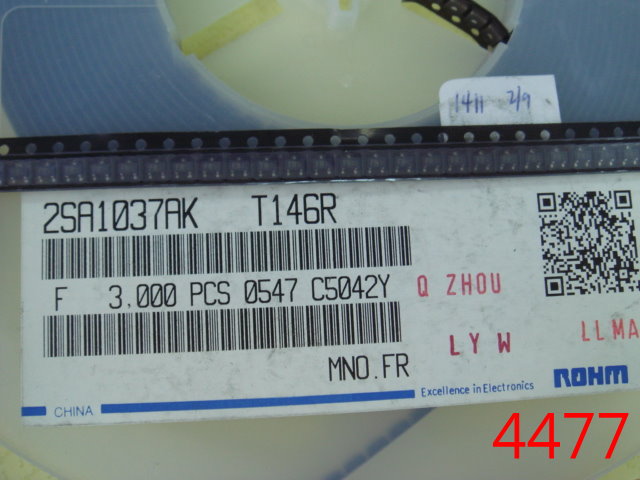 1411 2/9
2SA1037AK T146R
F 3,000 PCS 0547 C5042Y Q ZHOU
LYW LL MA
MNO.FR
CHINA Excellence in Electronics ROHM
4477